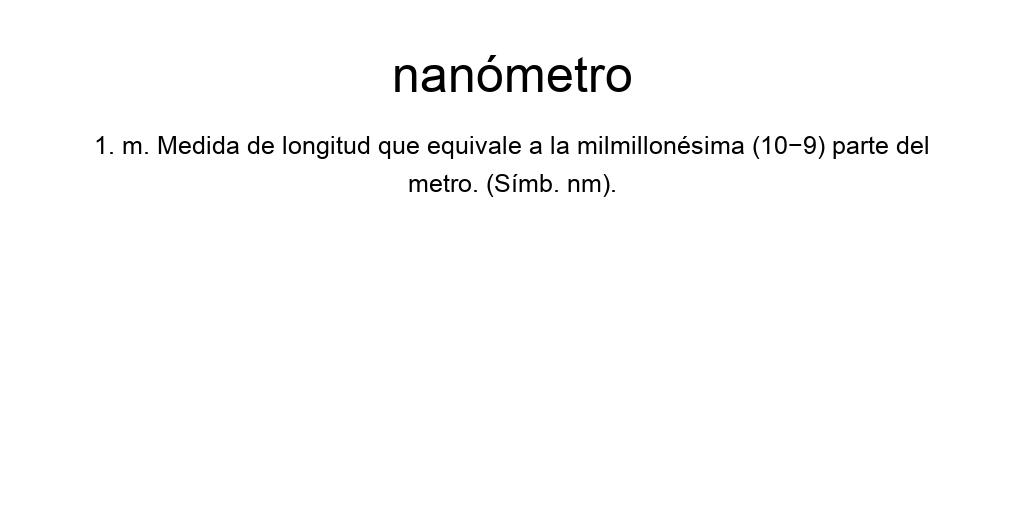 nanómetro
1. m. Medida de longitud que equivale a la milmillonésima (10−9) parte del
metro. (Símb. nm).